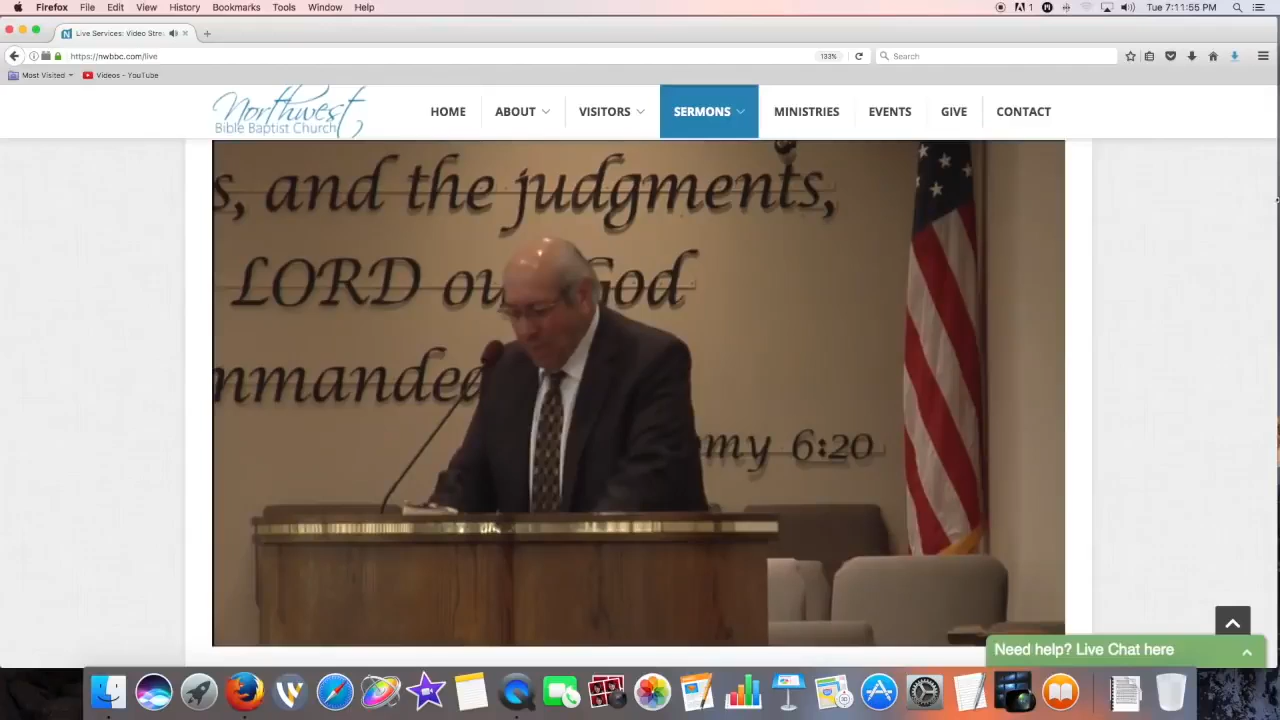 Firefox File Edit View History Bookmarks Tools Window Help
1 Tue 7:11:55 PM
Live Services: Video Stre
https://nwbbc.com/live 133% Search
Most Visited Videos - YouTube
Northwest
Bible Baptist Church
HOME ABOUT VISITORS SERMONS MINISTRIES EVENTS GIVE CONTACT
s, and the judgments,
LORD ou God
mmanded
my 6:20
Need help? Live Chat here